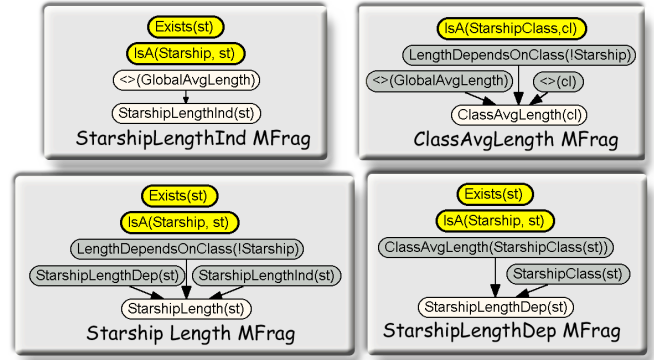 Exists(st)
IsA(Starship, st)
<>(GlobalAvgLength)
StarshipLengthInd(st)
StarshipLengthInd MFrag
IsA(StarshipClass,cl)
LengthDependsOnClass(!Starship)
<>(GlobalAvgLength)
<>(cl)
ClassAvgLength(cl)
ClassAvgLength MFrag
Exists(st)
IsA(Starship, st)
LengthDependsOnClass(!Starship)
StarshipLengthDep(st)
StarshipLengthInd(st)
StarshipLength(st)
Starship Length MFrag
Exists(st)
IsA(Starship, st)
ClassAvgLength(StarshipClass(st))
StarshipClass(st)
StarshipLengthDep(st)
StarshipLengthDep MFrag